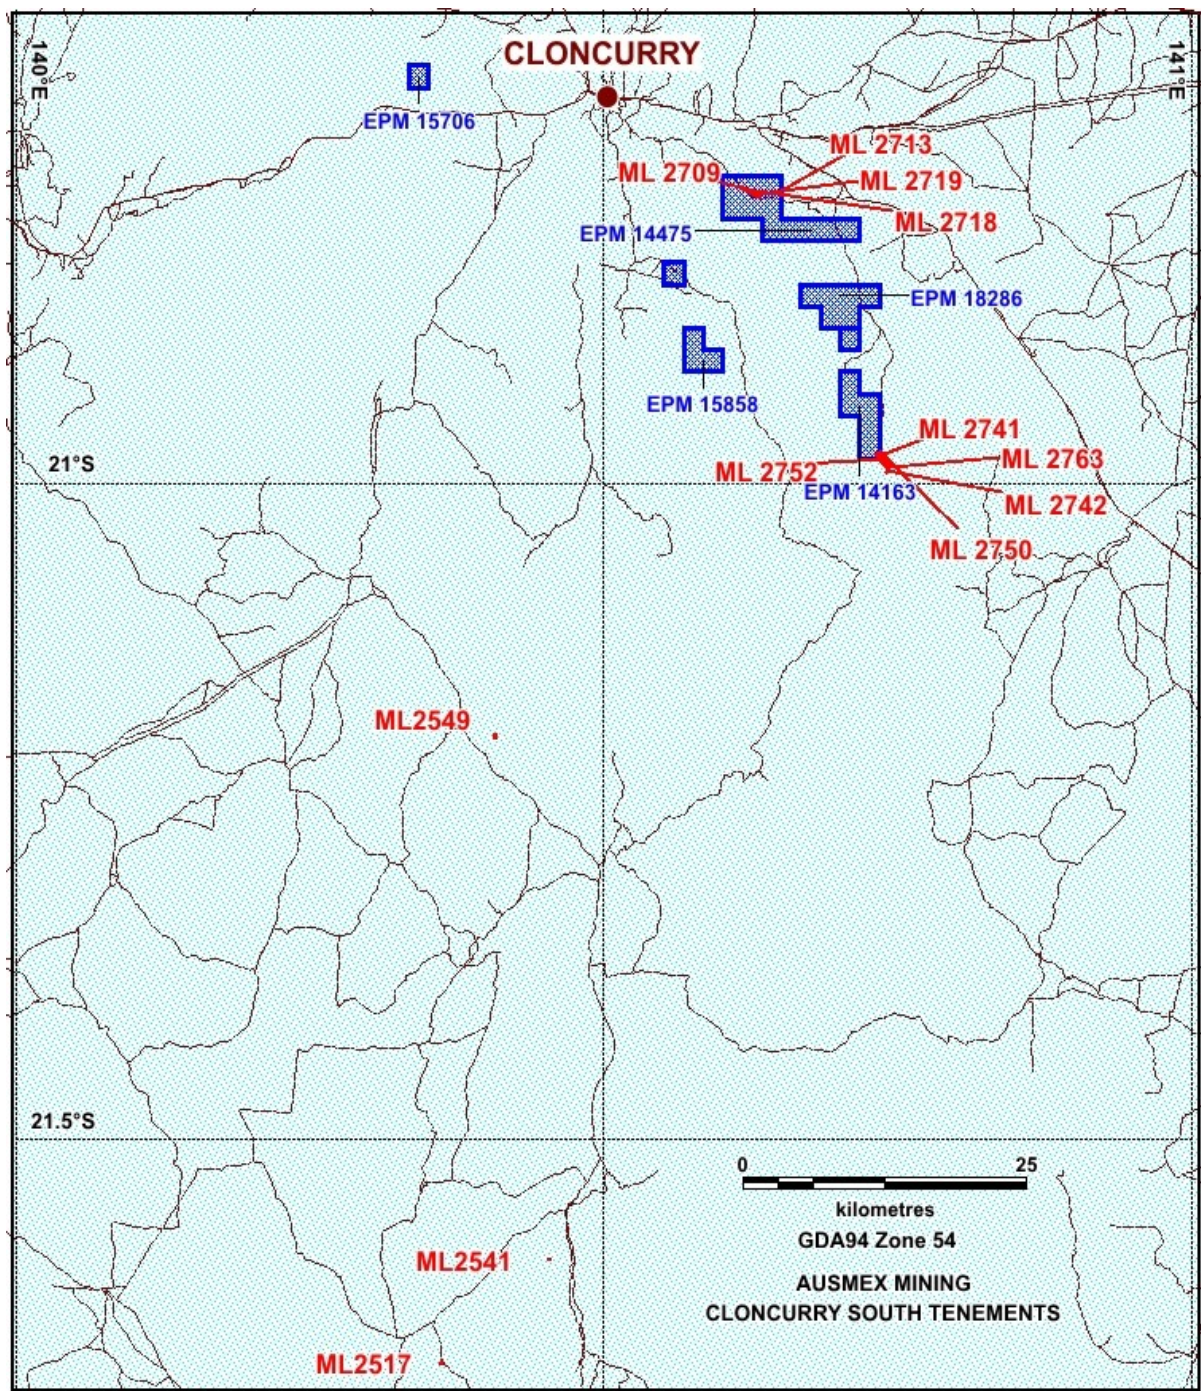 140°E
CLONCURRY
141°E
EPM 15706
ML 2713
ML 2709
ML 2719
ML 2718
EPM 14475
EPM 18286
EPM 15858
ML 2741
21°S
ML 2752
ML 2763
EPM 14163
ML 2742
ML 2750
ML2549
21.5°S
0 25
kilometres
GDA94 Zone 54
ML2541
AUSMEX MINING
CLONCURRY SOUTH TENEMENTS
ML2517